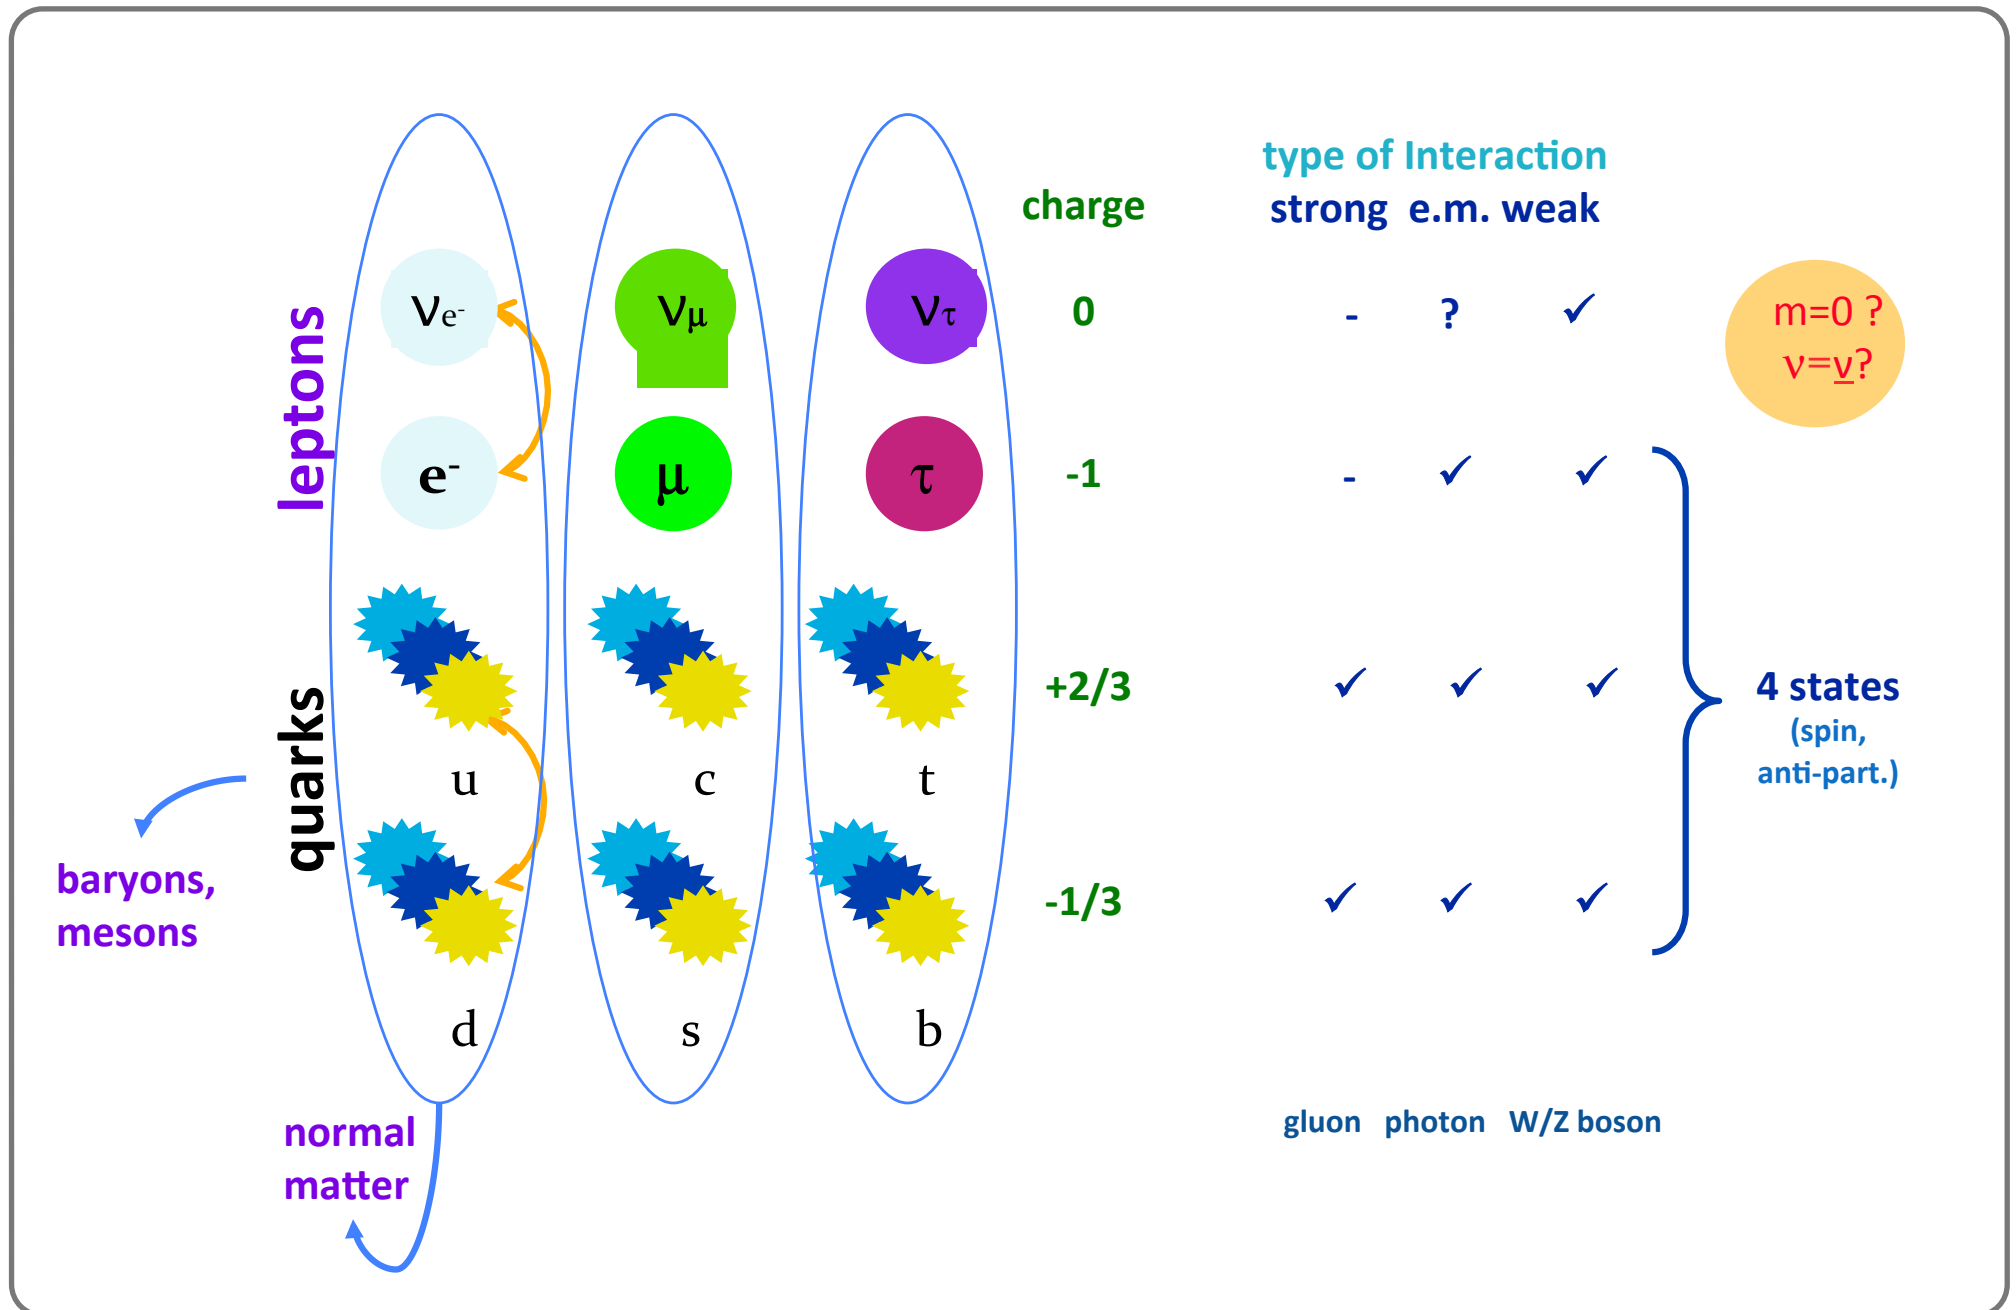 type of Interaction
charge
strong e.m. weak
leptons
νe-
νμ
ντ
0
- ? ✓
m=0 ?
ν=ν̲?
e-
μ
τ
-1
- ✓ ✓
quarks
+2/3
✓ ✓ ✓
4 states
(spin,
anti-part.)
u
c
t
baryons,
mesons
-1/3
✓ ✓ ✓
d
s
b
normal
matter
gluon photon W/Z boson